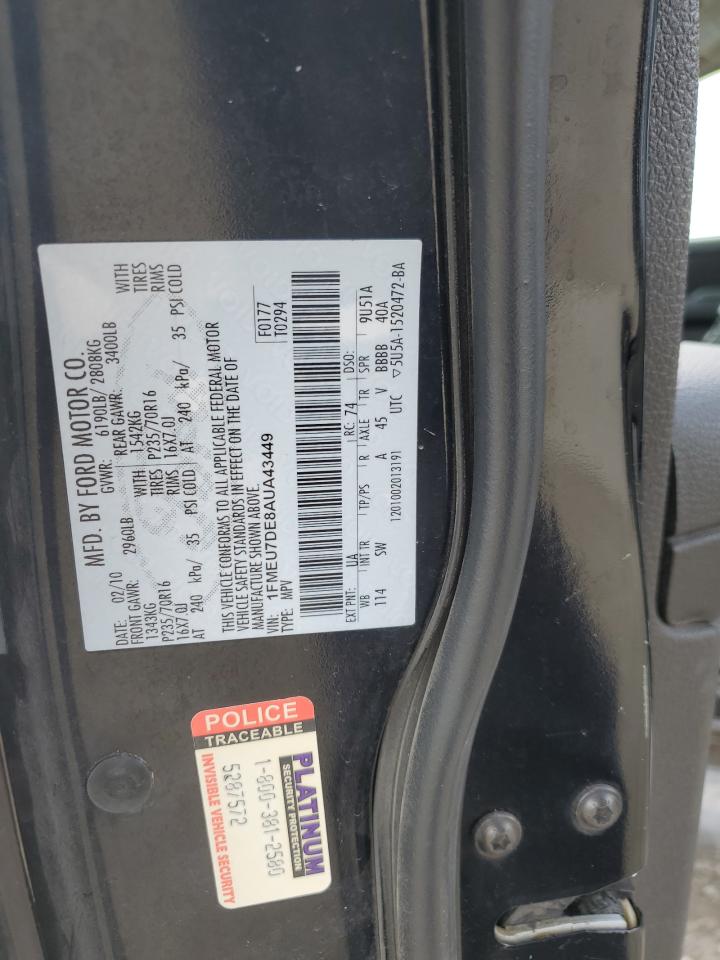 MFD. BY FORD MOTOR CO.
DATE: 02/10 GVWR: 6190LB/ 2808KG
FRONT GAWR: 2960LB REAR GAWR: 3400LB
1343KG WITH 1542KG WITH
P235/70R16 TIRES P235/70R16 TIRES
16X7.0J RIMS 16X7.0J RIMS
AT 240 kPa/ 35 PSI COLD AT 240 kPa/ 35 PSI COLD
THIS VEHICLE CONFORMS TO ALL APPLICABLE FEDERAL MOTOR
VEHICLE SAFETY STANDARDS IN EFFECT ON THE DATE OF
MANUFACTURE SHOWN ABOVE.
VIN: 1FMEU7DE8AUA43449 F0177
TYPE: MPV T0294
EXT PNT: UA RC: 74 DSO:
WB INT TR TP/PS R AXLE TR SPR 9U51A
114 SW A 45 V BBBB 40A
1201002013191 UTC ▽5U5A-1520472-BA
POLICE
TRACEABLE
PLATINUM
SECURITY PROTECTION
1-800-381-2580
5287572
INVISIBLE VEHICLE SECURITY